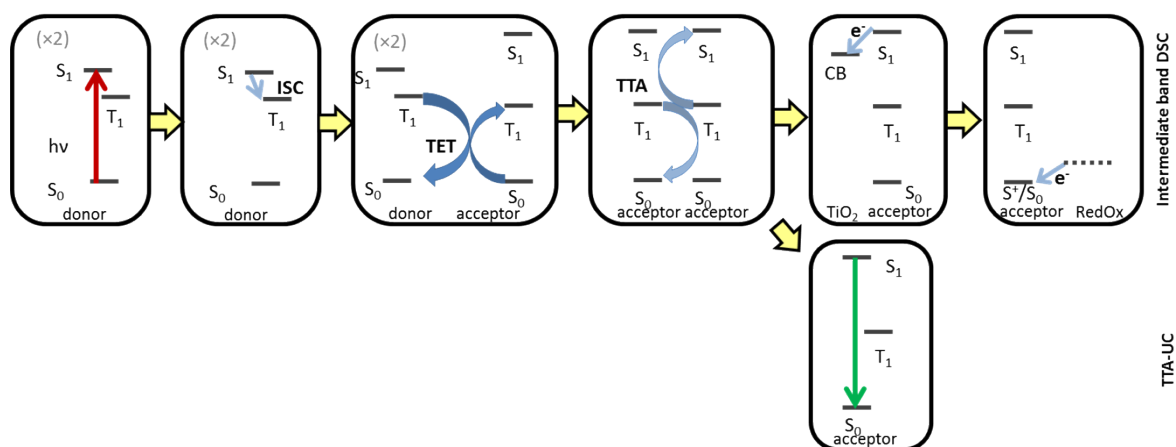 (×2)
S1
T1
hν
S0
donor
(×2)
S1
ISC
T1
S0
donor
(×2)
S1
S1
T1
T1
TET
S0
S0
donor acceptor
S1
S1
TTA
T1
T1
S0
S0
acceptor acceptor
e-
CB
S1
T1
S0
TiO2 acceptor
S1
T1
e-
S+/S0
acceptor RedOx
Intermediate band DSC
S1
T1
S0
acceptor
TTA-UC